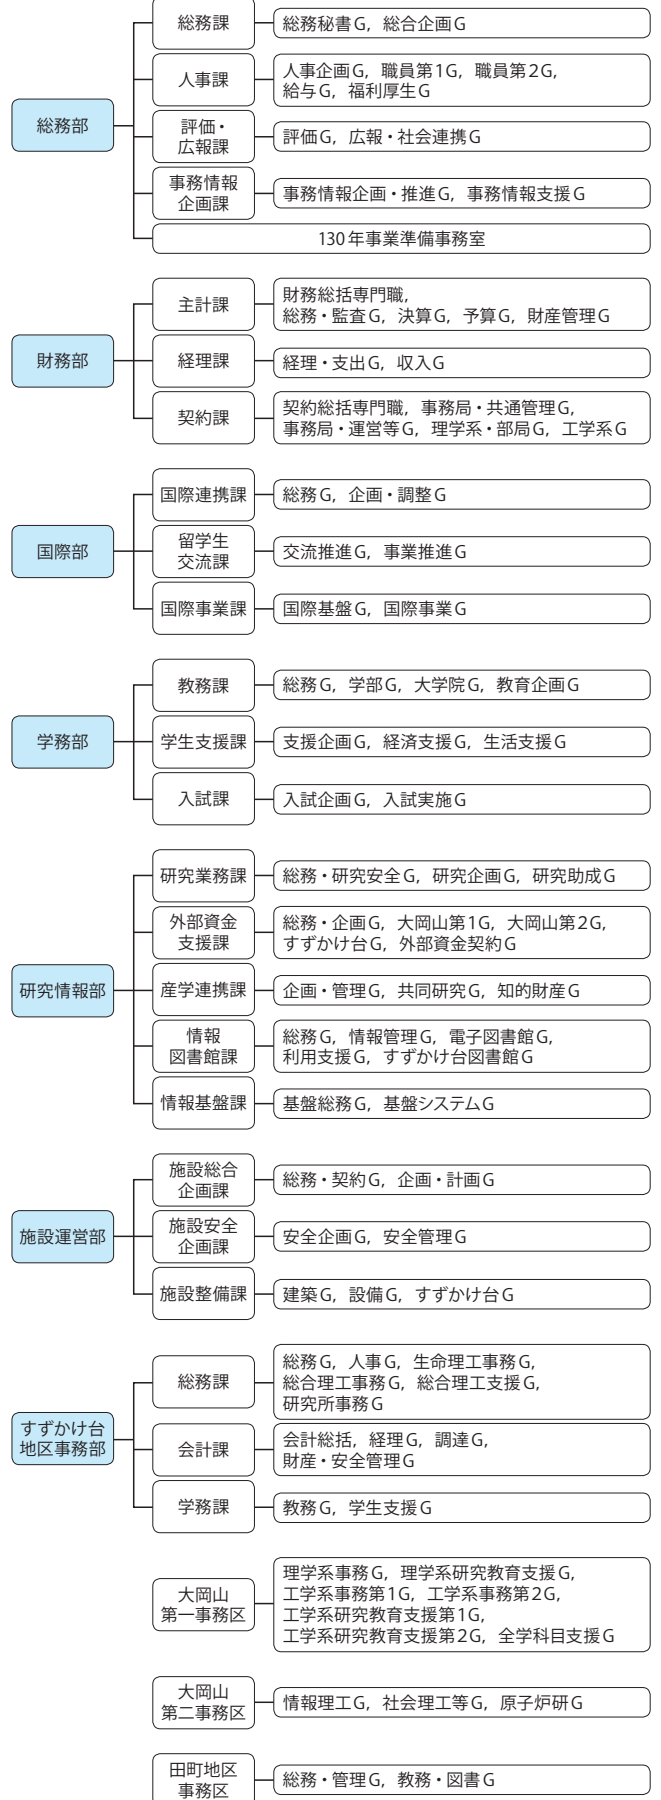 総務部
総務課
総務秘書G，総合企画G
人事課
人事企画G，職員第1G，職員第2G，
給与G，福利厚生G
評価・
広報課
評価G，広報・社会連携G
事務情報
企画課
事務情報企画・推進G，事務情報支援G
130年事業準備事務室
財務部
主計課
財務総括専門職，
総務・監査G，決算G，予算G，財産管理G
経理課
経理・支出G，収入G
契約課
契約総括専門職，事務局・共通管理G，
事務局・運営等G，理学系・部局G，工学系G
国際部
国際連携課
総務G，企画・調整G
留学生
交流課
交流推進G，事業推進G
国際事業課
国際基盤G，国際事業G
学務部
教務課
総務G，学部G，大学院G，教育企画G
学生支援課
支援企画G，経済支援G，生活支援G
入試課
入試企画G，入試実施G
研究情報部
研究業務課
総務・研究安全G，研究企画G，研究助成G
外部資金
支援課
総務・企画G，大岡山第1G，大岡山第2G，
すずかけ台G，外部資金契約G
産学連携課
企画・管理G，共同研究G，知的財産G
情報
図書館課
総務G，情報管理G，電子図書館G，
利用支援G，すずかけ台図書館G
情報基盤課
基盤総務G，基盤システムG
施設運営部
施設総合
企画課
総務・契約G，企画・計画G
施設安全
企画課
安全企画G，安全管理G
施設整備課
建築G，設備G，すずかけ台G
すずかけ台
地区事務部
総務課
総務G，人事G，生命理工事務G，
総合理工事務G，総合理工支援G，
研究所事務G
会計課
会計総括，経理G，調達G，
財産・安全管理G
学務課
教務G，学生支援G
大岡山
第一事務区
理学系事務G，理学系研究教育支援G，
工学系事務第1G，工学系事務第2G，
工学系研究教育支援第1G，
工学系研究教育支援第2G，全学科目支援G
大岡山
第二事務区
情報理工G，社会理工等G，原子炉研G
田町地区
事務区
総務・管理G，教務・図書G